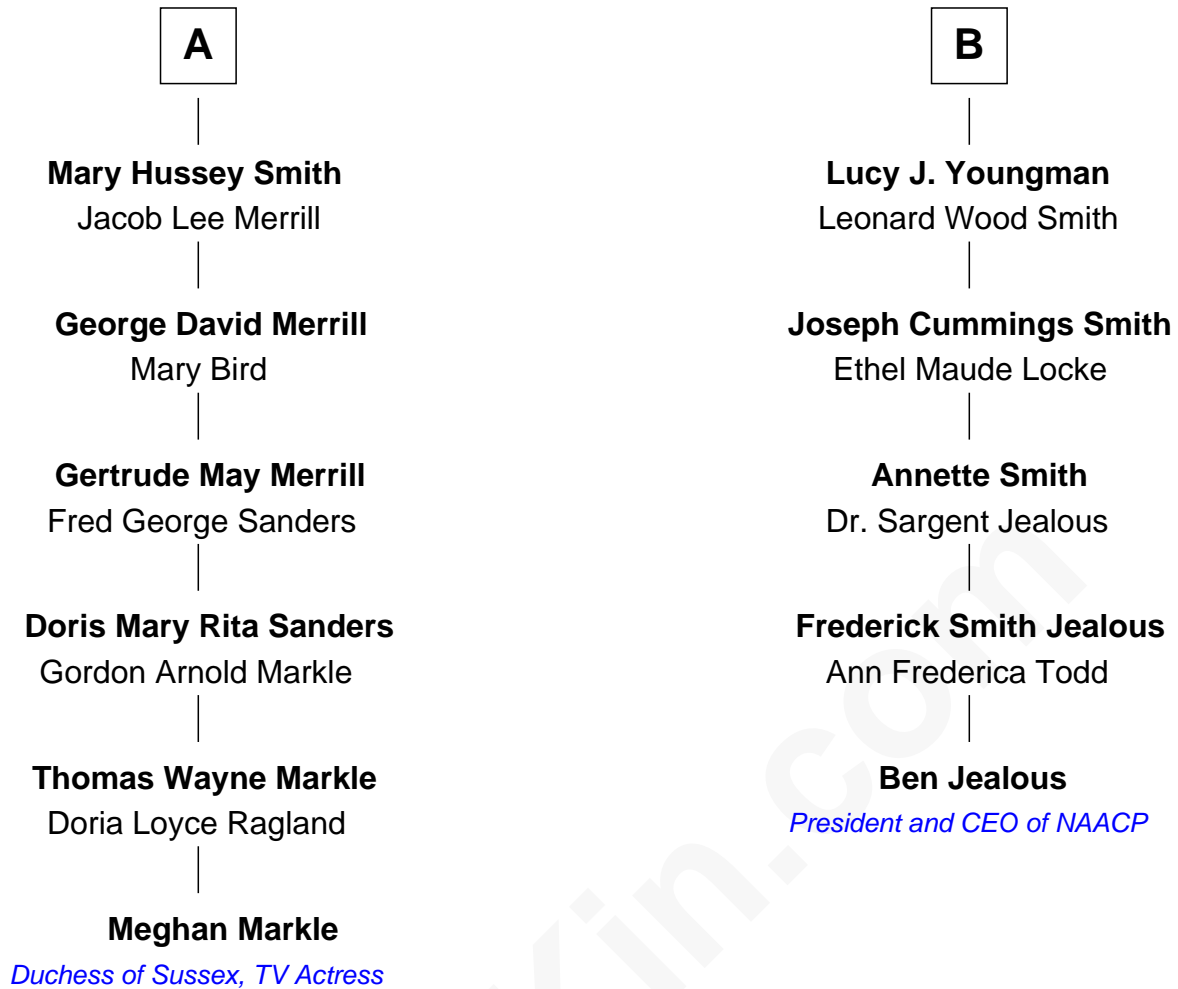 A
Mary Hussey Smith
Jacob Lee Merrill
George David Merrill
Mary Bird
Gertrude May Merrill
Fred George Sanders
Doris Mary Rita Sanders
Gordon Arnold Markle
Thomas Wayne Markle
Doria Loyce Ragland
Meghan Markle
Duchess of Sussex, TV Actress
B
Lucy J. Youngman
Leonard Wood Smith
Joseph Cummings Smith
Ethel Maude Locke
Annette Smith
Dr. Sargent Jealous
Frederick Smith Jealous
Ann Frederica Todd
Ben Jealous
President and CEO of NAACP